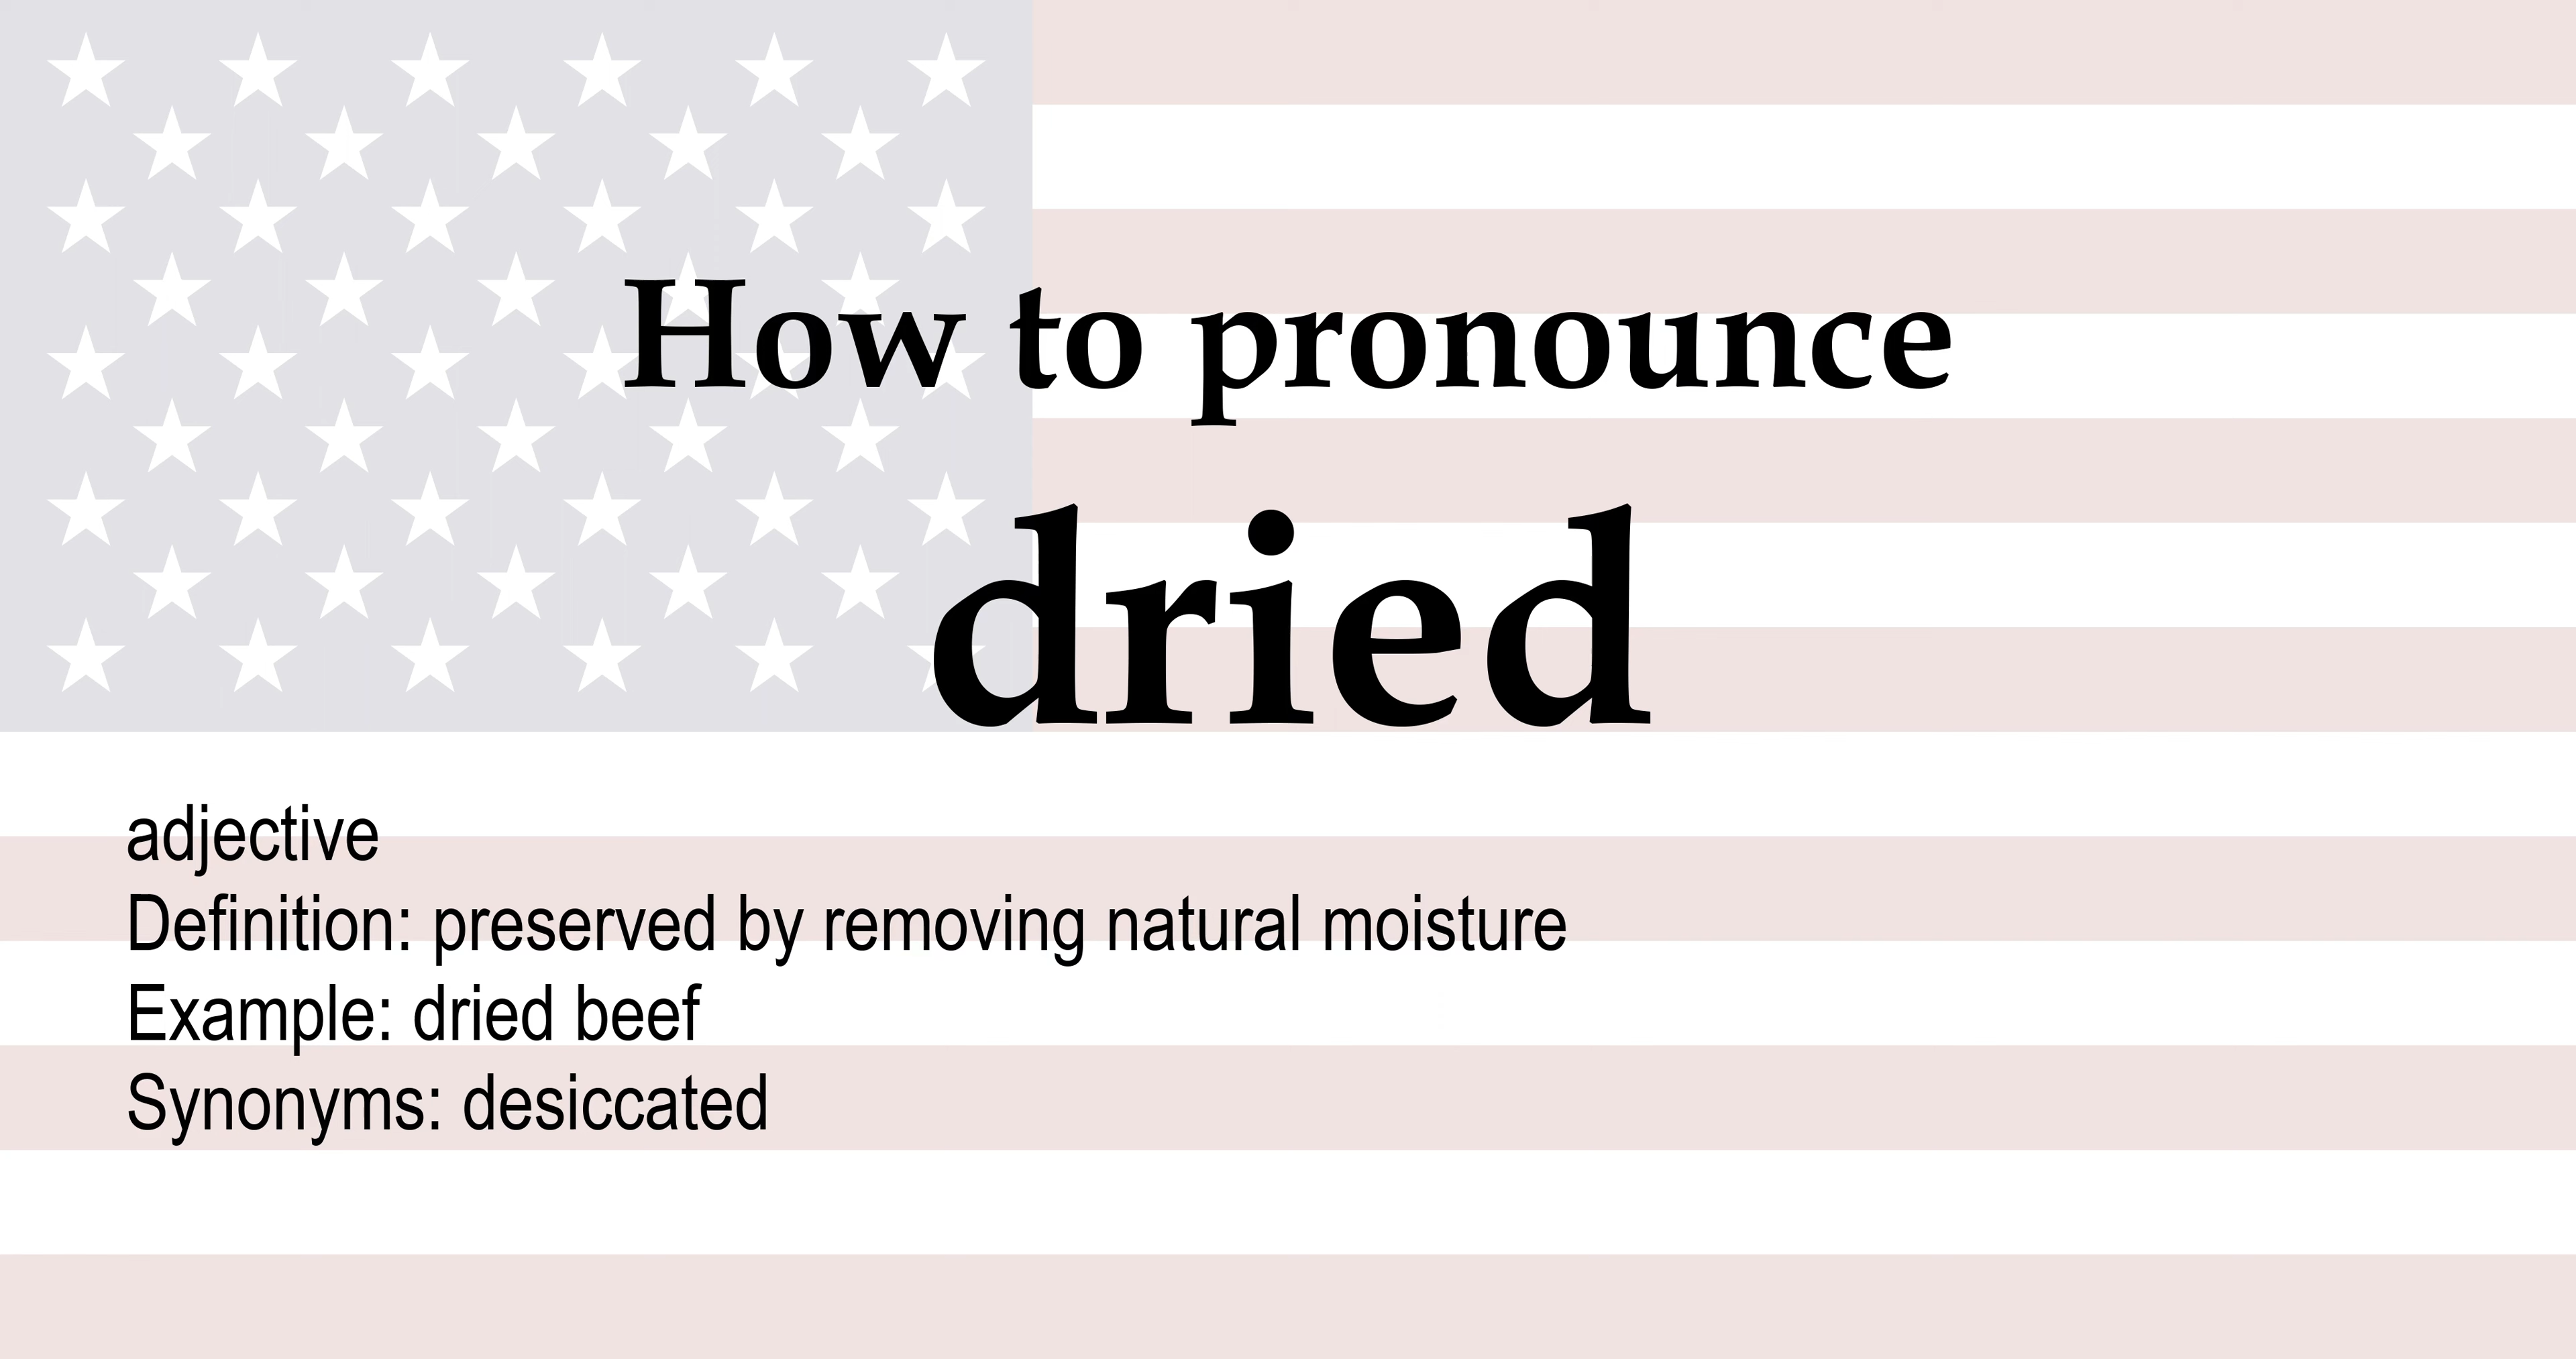 How to pronounce
dried
adjective
Definition: preserved by removing natural moisture
Example: dried beef
Synonyms: desiccated